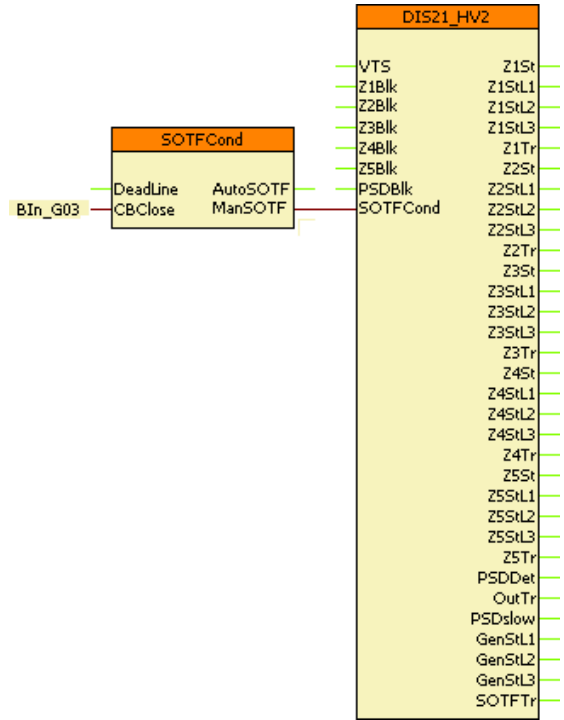 DIS21_HV2
VTS Z1St
Z1Blk Z1StL1
Z2Blk Z1StL2
Z3Blk Z1StL3
Z4Blk Z1Tr
Z5Blk Z2St
PSDBlk Z2StL1
SOTFCond Z2StL2
Z2StL3
Z2Tr
Z3St
Z3StL1
Z3StL2
Z3StL3
Z3Tr
Z4St
Z4StL1
Z4StL2
Z4StL3
Z4Tr
Z5St
Z5StL1
Z5StL2
Z5StL3
Z5Tr
PSDDet
OutTr
PSDslow
GenStL1
GenStL2
GenStL3
SOTFTr
SOTFCond
DeadLine AutoSOTF
BIn_G03 CBClose ManSOTF